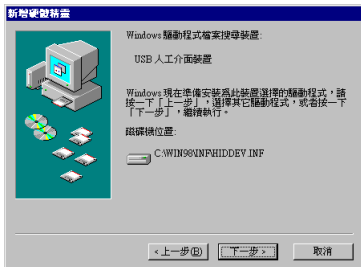 新增硬體精靈
Windows 驅動程式檔案搜尋裝置:
USB 人工介面裝置
Windows 現在準備安裝為此裝置選擇的驅動程式，請
按一下「上一步」，選擇其它驅動程式，或者按一下
「下一步」，繼續執行。
磁碟機位置:
C:\WIN98\INF\HIDDEV.INF
<上一步(B)
下一步 >
取消